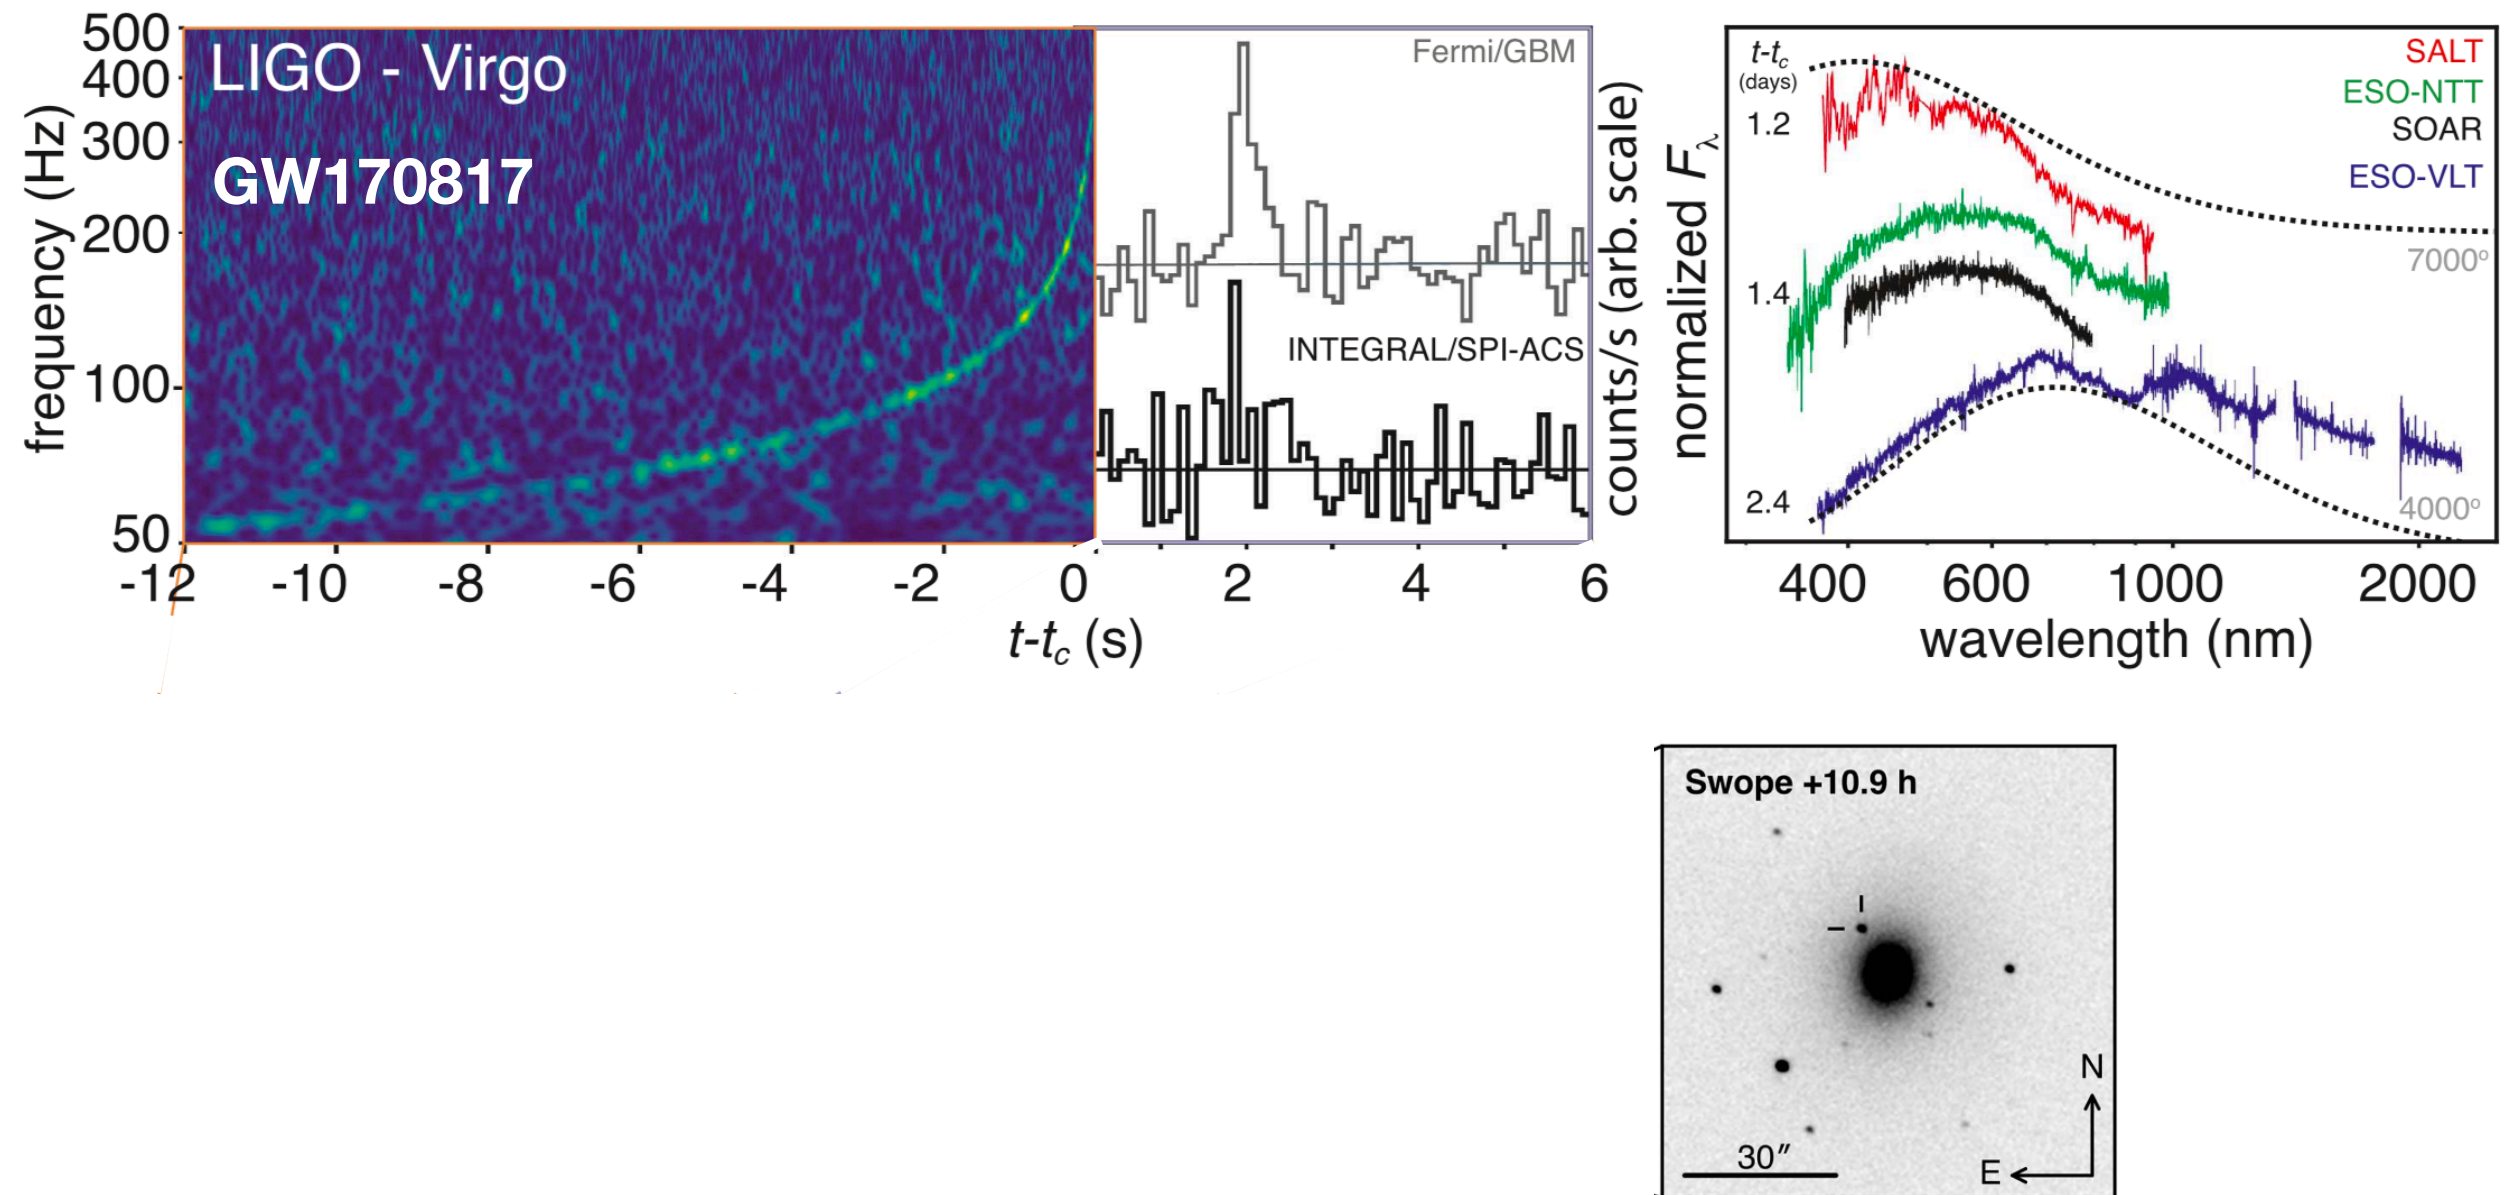 LIGO - Virgo
GW170817
frequency (Hz)
500
400
300
200
100
50
-12 -10 -8 -6 -4 -2 0 2 4 6
t-tc (s)
Fermi/GBM
INTEGRAL/SPI-ACS
counts/s (arb. scale)
normalized Fλ
t-tc
(days)
1.2
1.4
2.4
SALT
ESO-NTT
SOAR
ESO-VLT
7000º
4000º
400 600 1000 2000
wavelength (nm)
Swope +10.9 h
N
E
30″